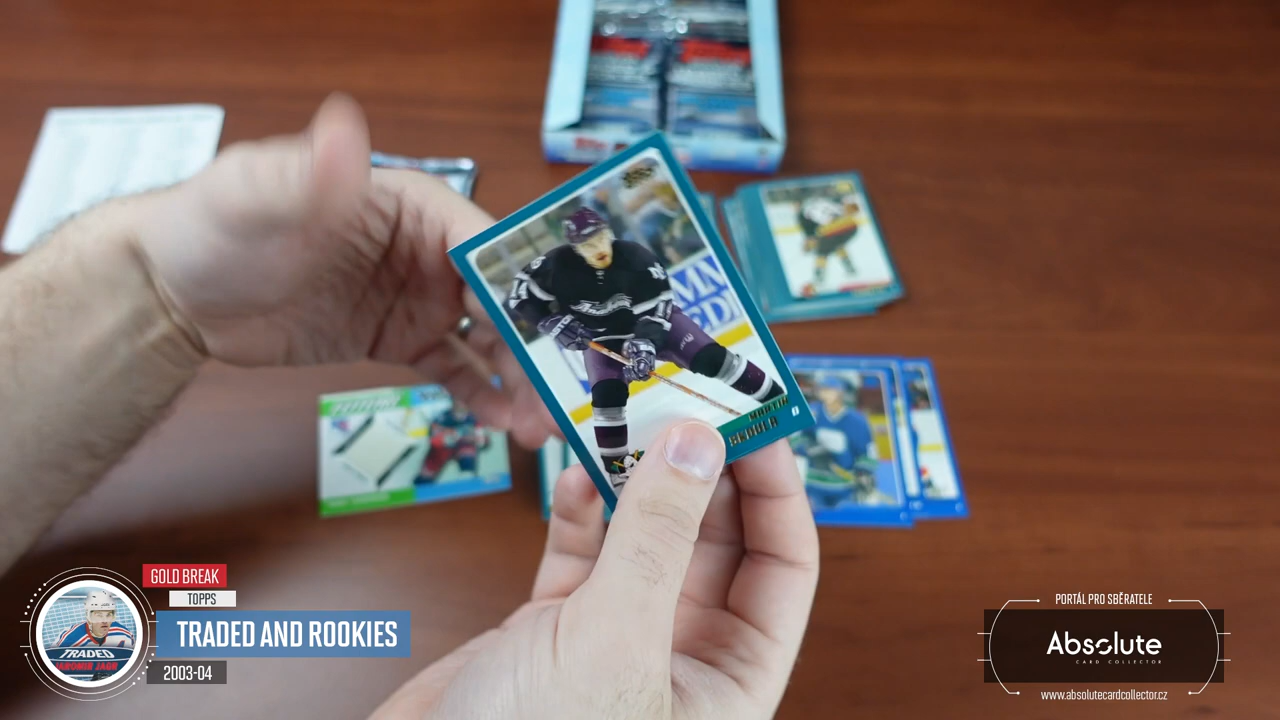 MARTIN
SKOULA
GOLD BREAK
TOPPS
TRADED AND ROOKIES
2003-04
TRADED
JAROMIR JAGR
PORTÁL PRO SBĚRATELE
Absolute
CARD COLLECTOR
www.absolutecardcollector.cz